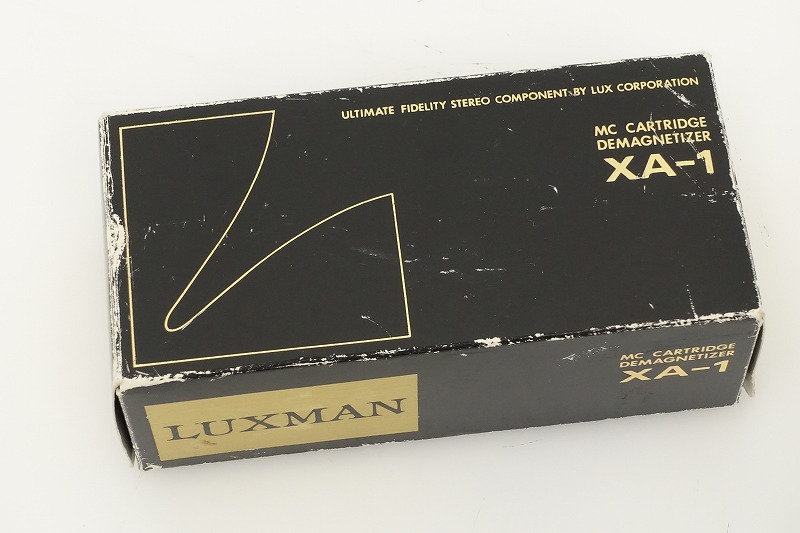 ULTIMATE FIDELITY STEREO COMPONENT BY LUX CORPORATION
MC CARTRIDGE
DEMAGNETIZER
XA-1
MC CARTRIDGE
DEMAGNETIZER
XA-1
LUXMAN